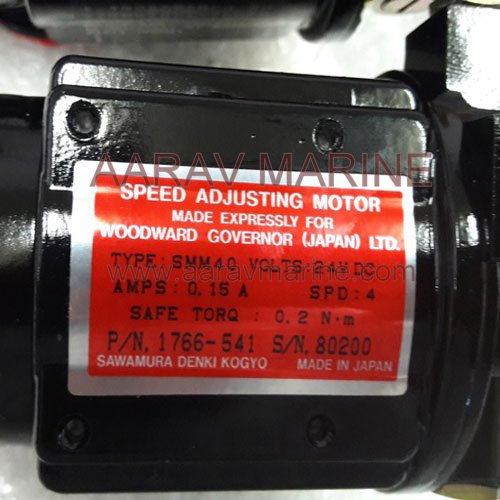 AARAV MARINE
SPEED ADJUSTING MOTOR
MADE EXPRESSLY FOR
WOODWARD GOVERNOR (JAPAN) LTD.
TYPE:SMM40 VOLTS:24V DC
www.aaravmarine.com
AMPS:0.15 A SPD:4
SAFE TORQ : 0.2 N·m
P/N. 1766-541 S/N. 80200
SAWAMURA DENKI KOGYO MADE IN JAPAN